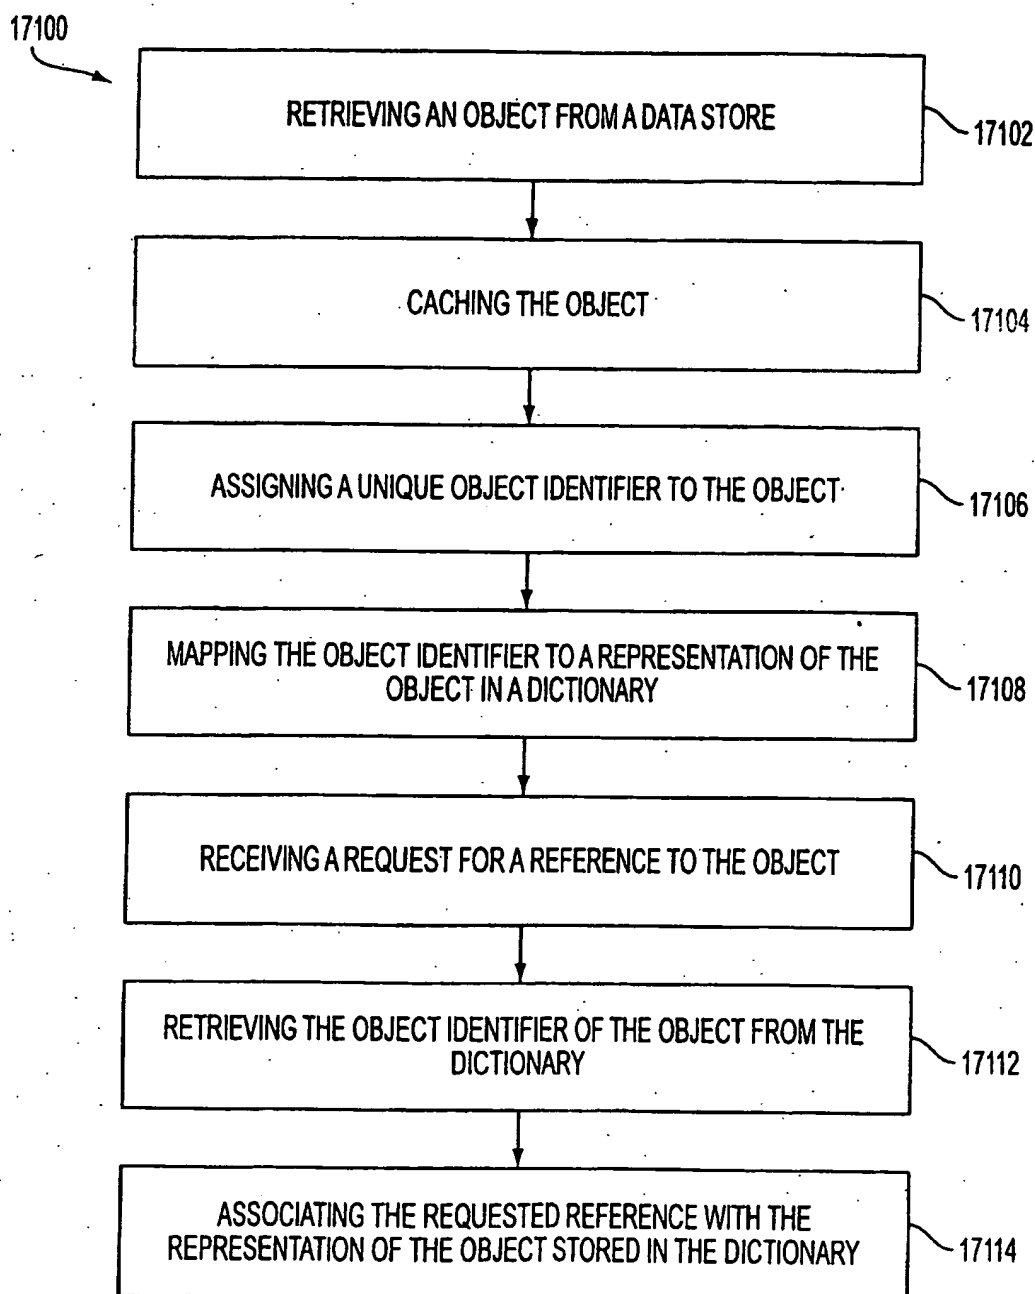 17100
RETRIEVING AN OBJECT FROM A DATA STORE
17102
CACHING THE OBJECT
17104
ASSIGNING A UNIQUE OBJECT IDENTIFIER TO THE OBJECT
17106
MAPPING THE OBJECT IDENTIFIER TO A REPRESENTATION OF THE
OBJECT IN A DICTIONARY
17108
RECEIVING A REQUEST FOR A REFERENCE TO THE OBJECT
17110
RETRIEVING THE OBJECT IDENTIFIER OF THE OBJECT FROM THE
DICTIONARY
17112
ASSOCIATING THE REQUESTED REFERENCE WITH THE
REPRESENTATION OF THE OBJECT STORED IN THE DICTIONARY
17114